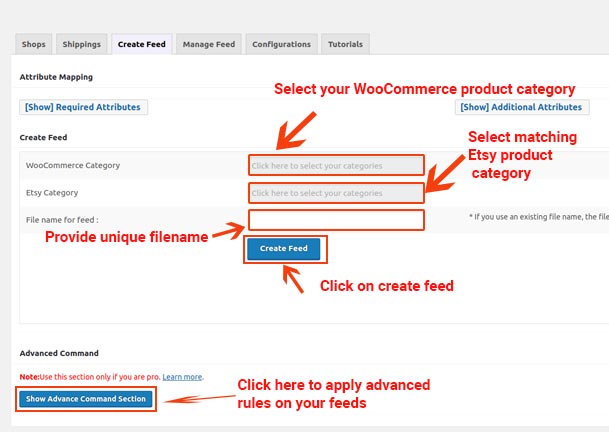 Shops Shippings Create Feed Manage Feed Configurations Tutorials
Attribute Mapping
Select your WooCommerce product category
[Show] Required Attributes [Show] Additional Attributes
Create Feed
Select matching
Etsy product
category
WooCommerce Category Click here to select your categories
Etsy Category Click here to select your categories
File name for feed : * If you use an existing file name, the file
Provide unique filename
Create Feed
Click on create feed
Advanced Command
Note:Use this section only if you are pro. Learn more.
Click here to apply advanced
rules on your feeds
Show Advance Command Section